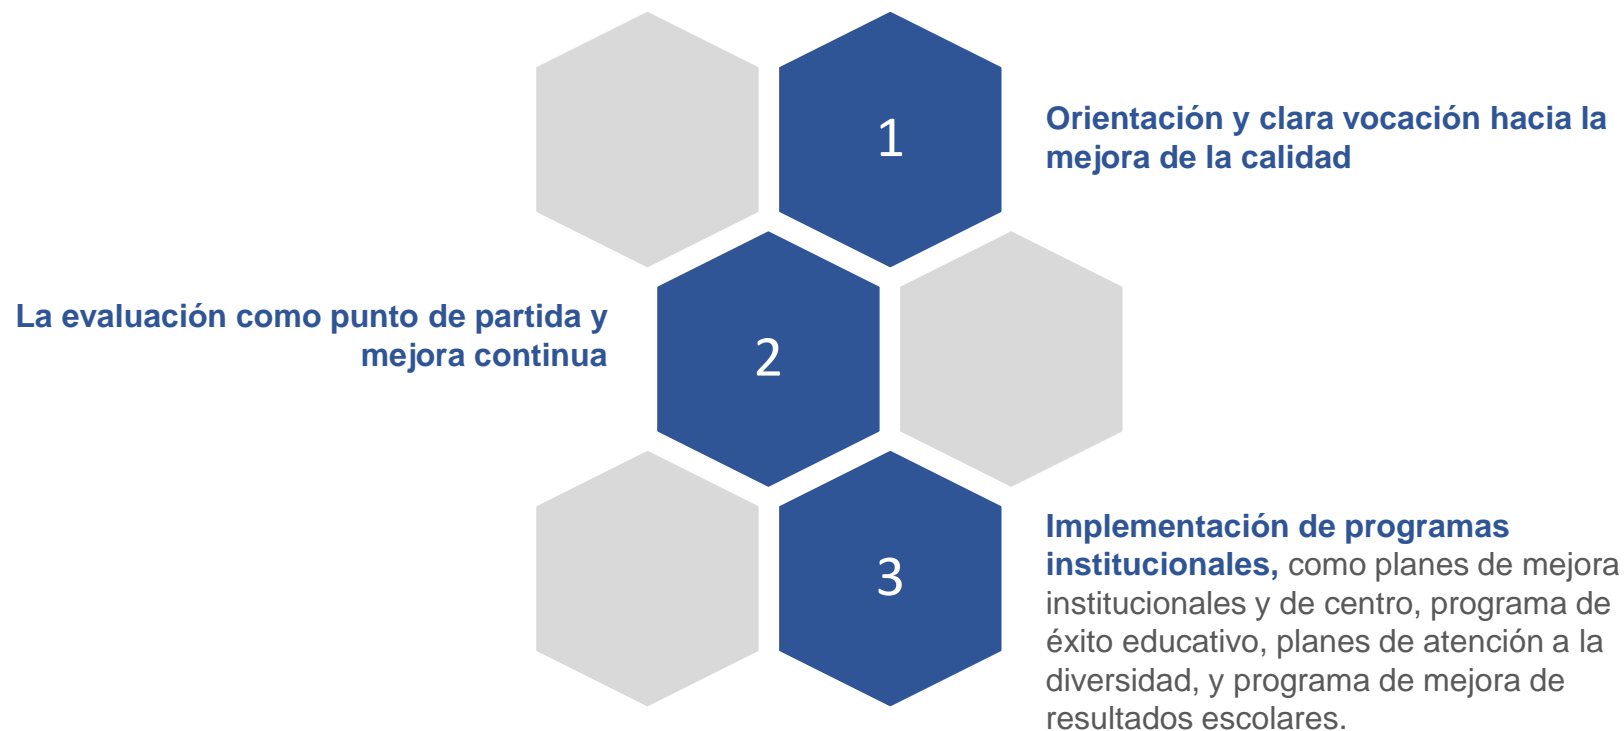 1
Orientación y clara vocación hacia la
mejora de la calidad
La evaluación como punto de partida y
mejora continua
2
3
Implementación de programas
institucionales, como planes de mejora
institucionales y de centro, programa de
éxito educativo, planes de atención a la
diversidad, y programa de mejora de
resultados escolares.